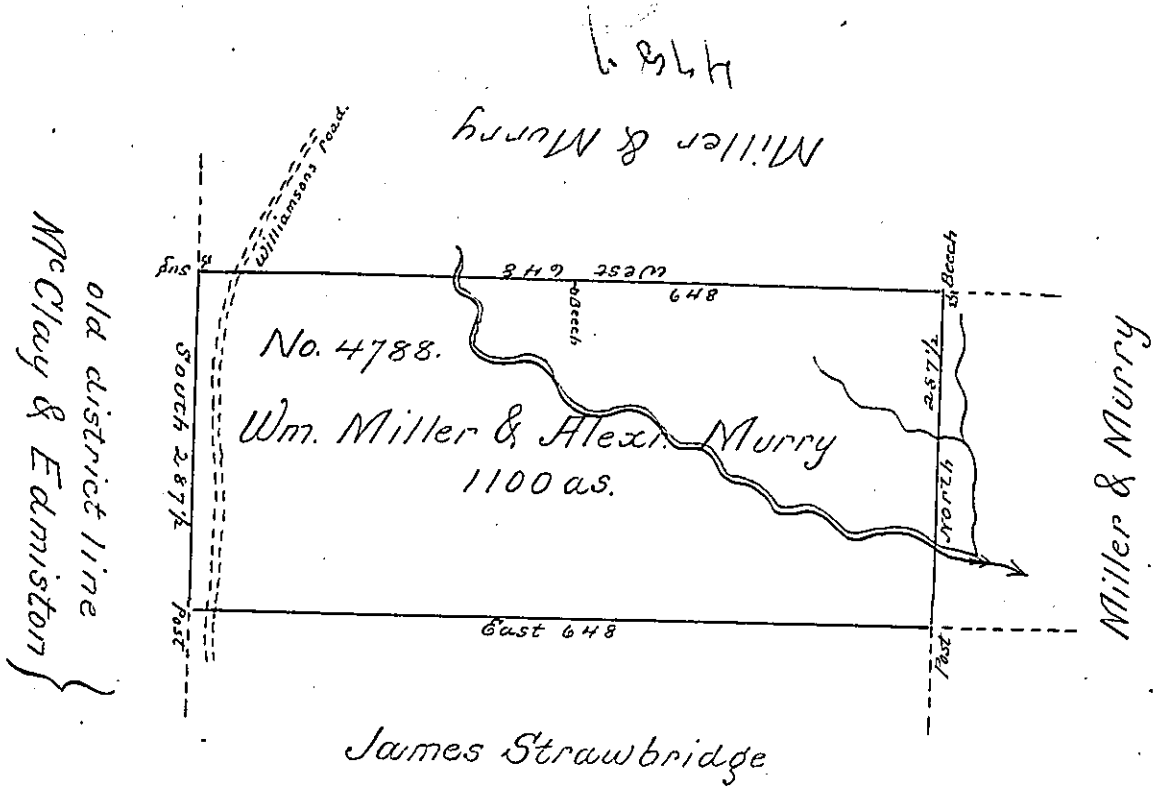 Miller & Murry
Williamsons road.
Sug
West 648
648
Beech
Beech
No. 4788.
Wm. Miller & Alexr. Murry
1100 as.
South 287½
North 287½
old district line
McClay & Edmiston }
Miller & Murry
Post
East 648
Post
James Strawbridge